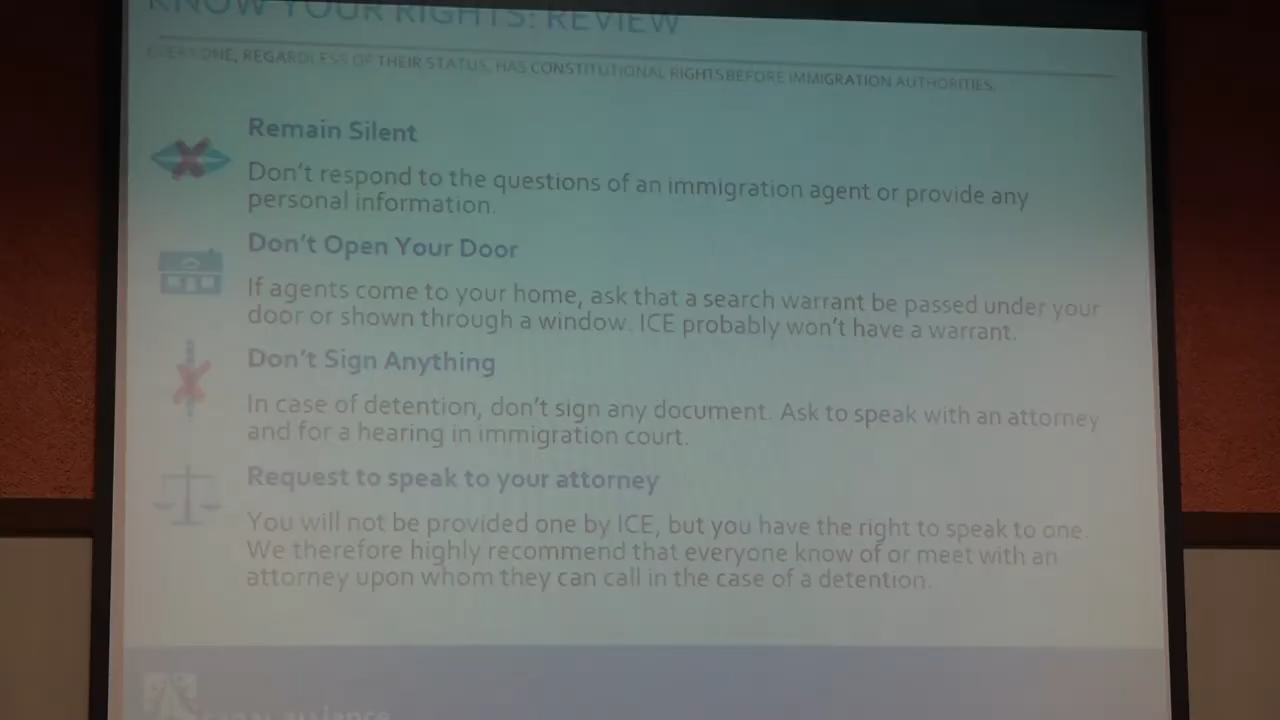 KNOW YOUR RIGHTS: REVIEW
EVERYONE, REGARDLESS OF THEIR STATUS, HAS CONSTITUTIONAL RIGHTS BEFORE IMMIGRATION AUTHORITIES.
Remain Silent
Don't respond to the questions of an immigration agent or provide any
personal information.
Don't Open Your Door
If agents come to your home, ask that a search warrant be passed under your
door or shown through a window. ICE probably won't have a warrant.
Don't Sign Anything
In case of detention, don't sign any document. Ask to speak with an attorney
and for a hearing in immigration court.
Request to speak to your attorney
You will not be provided one by ICE, but you have the right to speak to one.
We therefore highly recommend that everyone know of or meet with an
attorney upon whom they can call in the case of a detention.